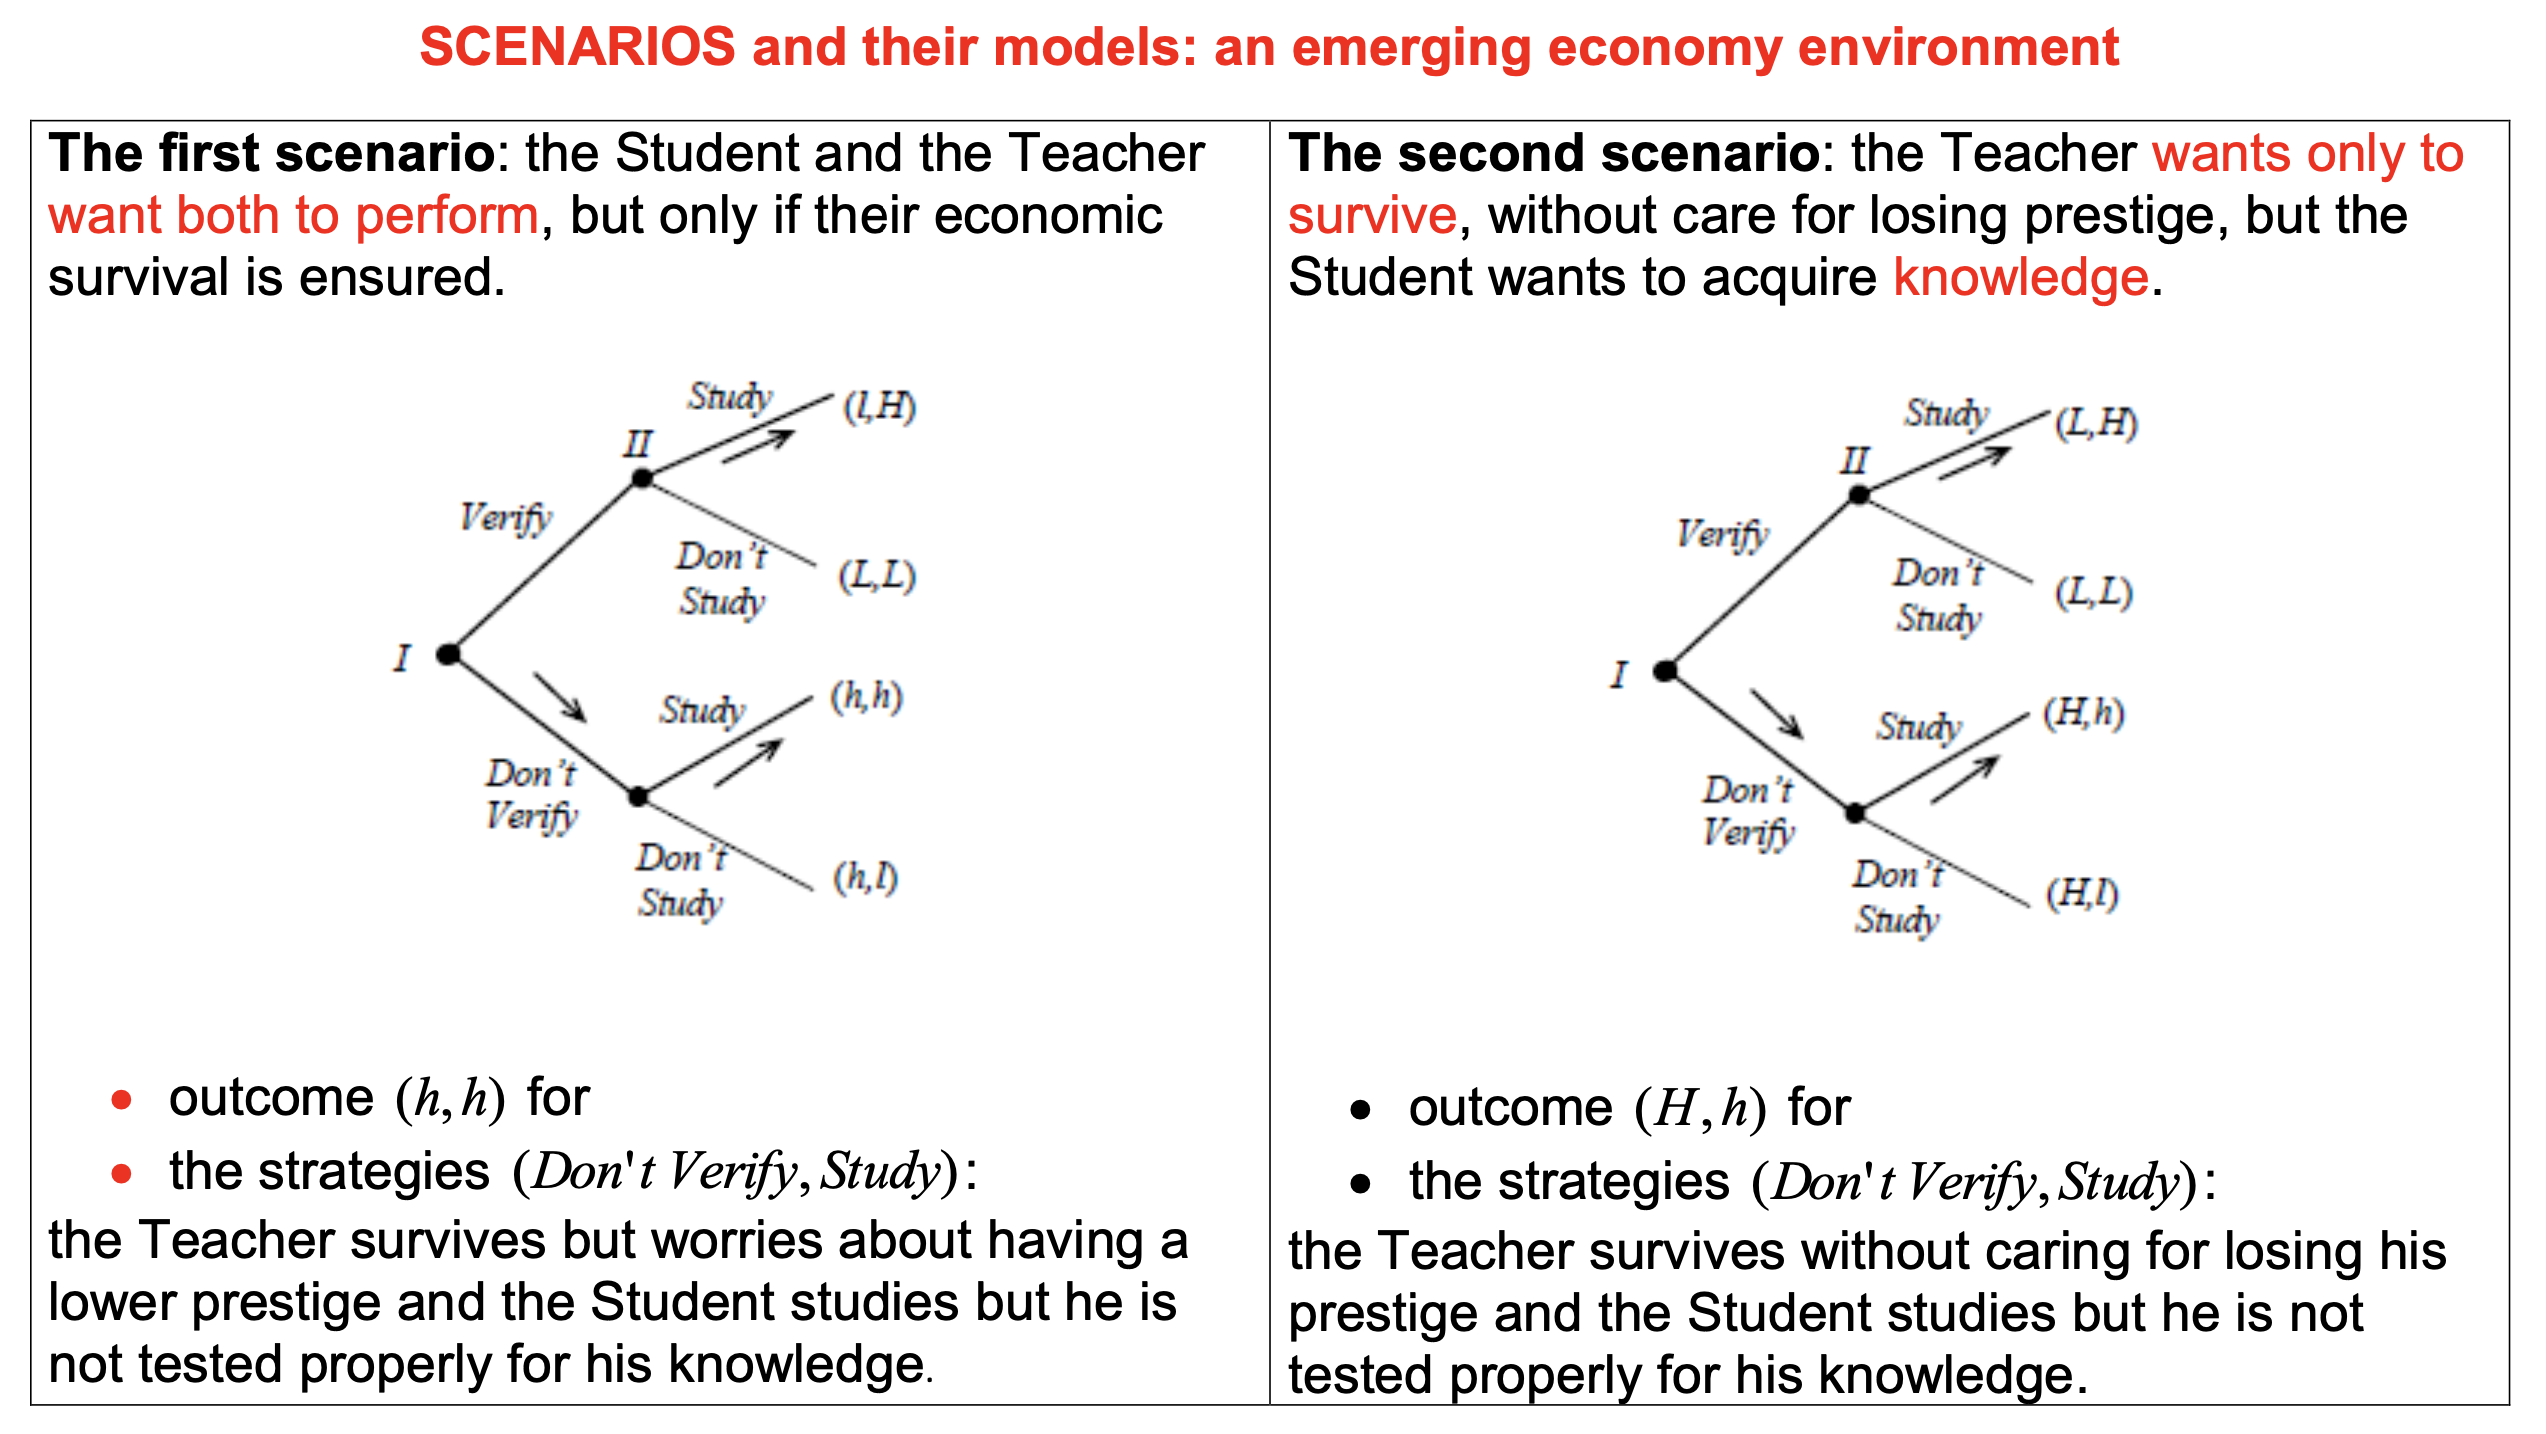 SCENARIOS and their models: an emerging economy environment
The first scenario: the Student and the Teacher
want both to perform, but only if their economic
survival is ensured.
Study
(l,H)
II
Verify
Don't
Study
(L,L)
I
Study
(h,h)
Don't
Verify
Don't
Study
(h,l)
• outcome (h, h) for
• the strategies (Don't Verify, Study):
the Teacher survives but worries about having a
lower prestige and the Student studies but he is
not tested properly for his knowledge.
The second scenario: the Teacher wants only to
survive, without care for losing prestige, but the
Student wants to acquire knowledge.
Study
(L,H)
II
Verify
Don't
Study
(L,L)
I
Study
(H,h)
Don't
Verify
Don't
Study
(H,l)
• outcome (H, h) for
• the strategies (Don't Verify, Study):
the Teacher survives without caring for losing his
prestige and the Student studies but he is not
tested properly for his knowledge.